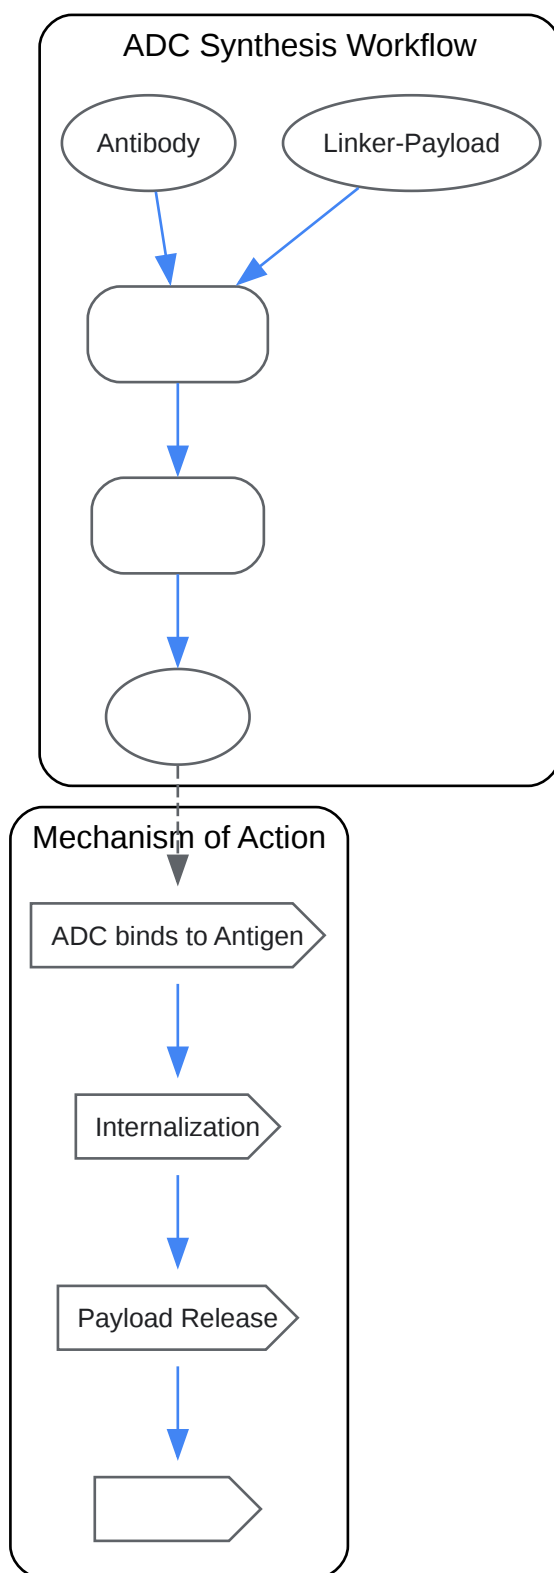 ADC Synthesis Workflow
Antibody
Linker-Payload
Mechanism of Action
ADC binds to Antigen
Internalization
Payload Release